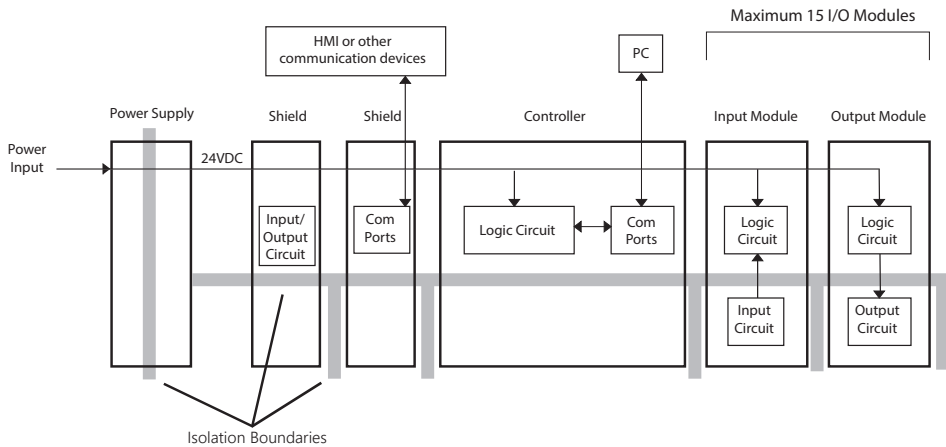 Maximum 15 I/O Modules
HMI or other
communication devices
PC
Power Supply
Shield
Shield
Controller
Input Module
Output Module
Power
Input
24VDC
Input/
Output
Circuit
Com
Ports
Logic Circuit
Com
Ports
Logic
Circuit
Logic
Circuit
Input
Circuit
Output
Circuit
Isolation Boundaries